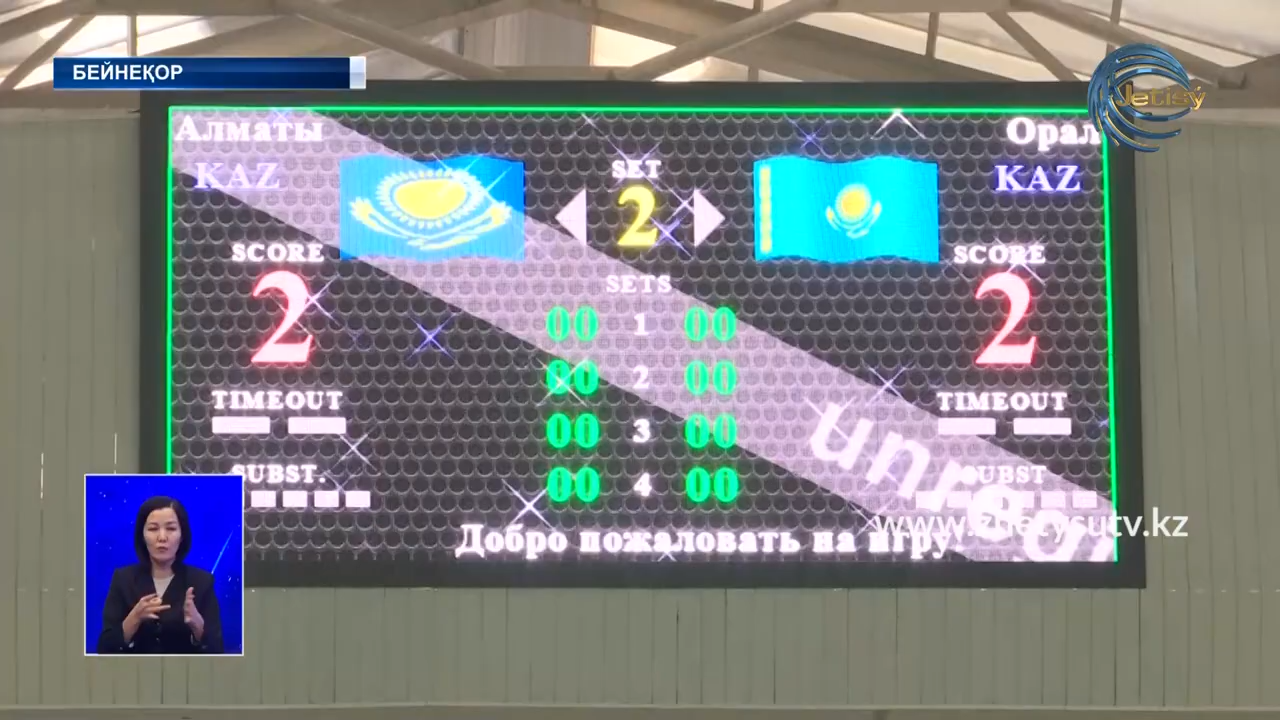 БЕЙНЕҚОР
Jetisý
Алматы
Орал
KAZ
SET
KAZ
2
SCORE
SCORE
SETS
2
2
00 1 00
00 2 00
TIMEOUT
TIMEOUT
00 3 00
SUBST.
SUBST
00 4 00
unreal
www.zhetysutv.kz
Добро пожаловать на игру